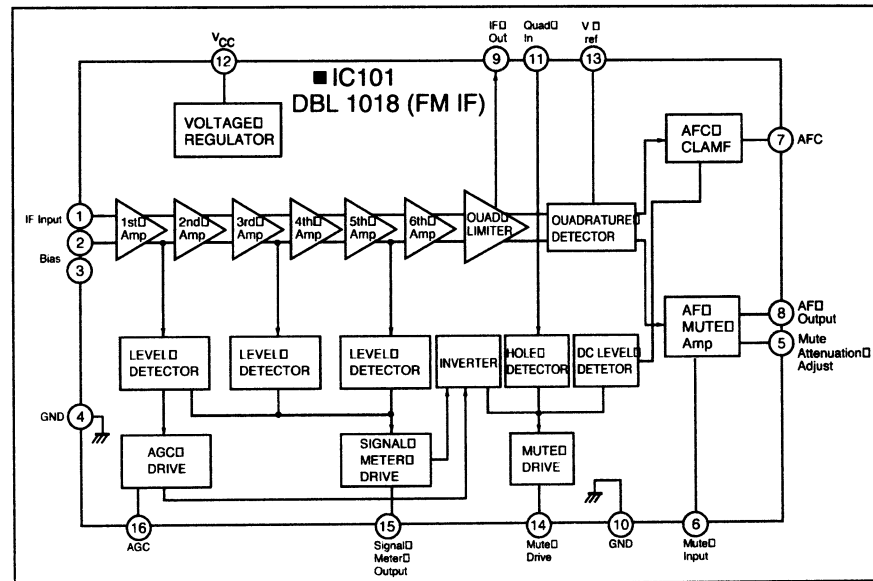 IF□ Quad□ V□
Out In ref
VCC
12 9 11 13
■ IC101
DBL 1018 (FM IF)
VOLTAGE□
REGULATOR
AFC□
CLAMF
7 AFC
IF Input 1
2
Bias
3
1st□
Amp
2nd□
Amp
3rd□
Amp
4th□
Amp
5th□
Amp
6th□
Amp
OUAD□
LIMITER
OUADRATURE□
DETECTOR
AF□
MUTE□
Amp
8 AF□
Output
5 Mute
Attenuation□
Adjust
LEVEL□
DETECTOR
LEVEL□
DETECTOR
LEVEL□
DETECTOR
INVERTER
HOLE□
DETECTOR
DC LEVEL□
DETETOR
GND 4
AGC□
DRIVE
SIGNAL□
METER□
DRIVE
MUTE□
DRIVE
16 15 14 10 6
AGC
Signal□
Meter□
Output
Mute□
Drive
GND
Mute□
Input